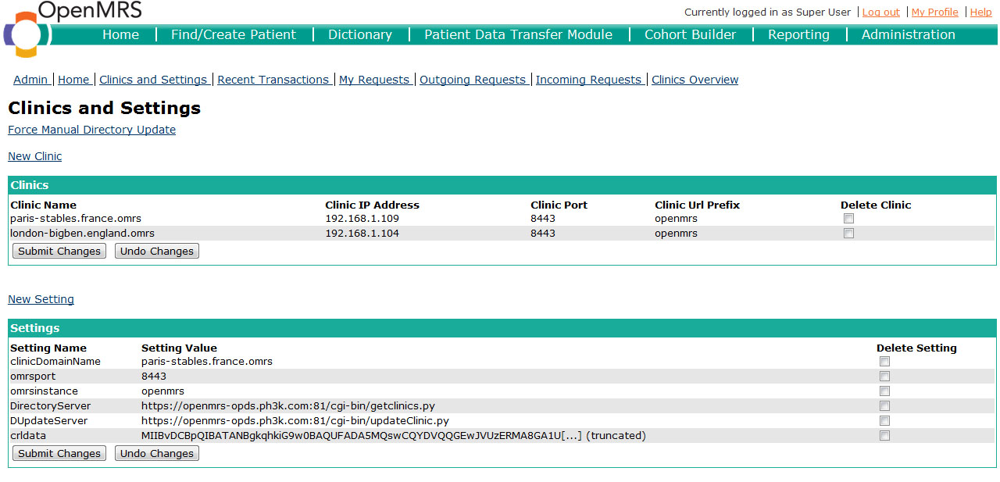 OpenMRS
Currently logged in as Super User | Log out | My Profile | Help
Home | Find/Create Patient | Dictionary | Patient Data Transfer Module | Cohort Builder | Reporting | Administration
Admin | Home | Clinics and Settings | Recent Transactions | My Requests | Outgoing Requests | Incoming Requests | Clinics Overview
Clinics and Settings
Force Manual Directory Update
New Clinic
Clinics
Clinic Name Clinic IP Address Clinic Port Clinic Url Prefix Delete Clinic
paris-stables.france.omrs 192.168.1.109 8443 openmrs
london-bigben.england.omrs 192.168.1.104 8443 openmrs
Submit Changes Undo Changes
New Setting
Settings
Setting Name Setting Value Delete Setting
clinicDomainName paris-stables.france.omrs
omrsport 8443
omrsinstance openmrs
DirectoryServer https://openmrs-opds.ph3k.com:81/cgi-bin/getclinics.py
DUpdateServer https://openmrs-opds.ph3k.com:81/cgi-bin/updateClinic.py
crldata MIIBvDCBpQIBATANBgkqhkiG9w0BAQUFADA5MQswCQYDVQQGEwJVUzERMA8GA1U[...] (truncated)
Submit Changes Undo Changes